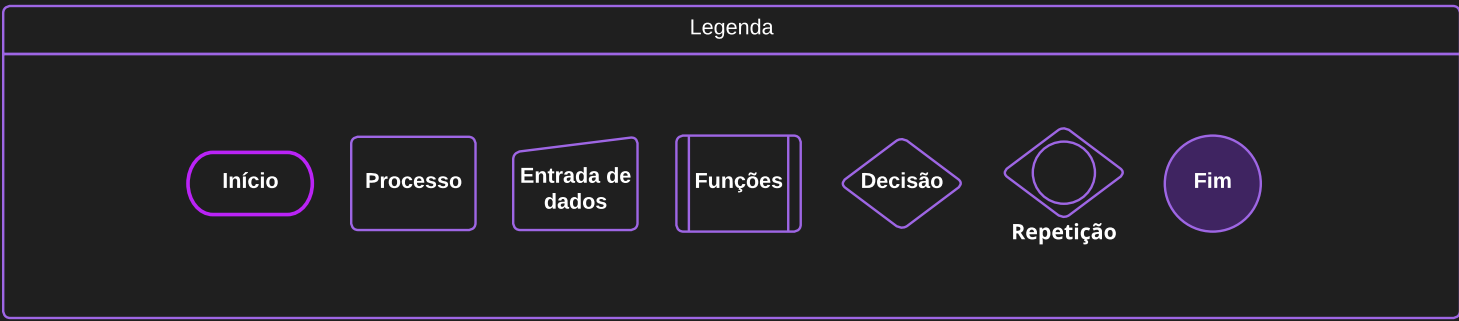 Legenda
Início
Processo
Entrada de
dados
Funções
Decisão
Repetição
Fim